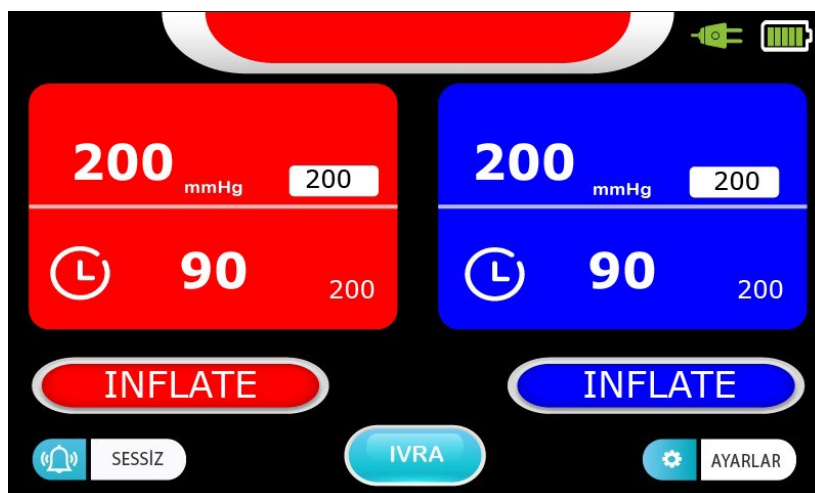 200 mmHg 200
90 200
200 mmHg 200
90 200
INFLATE
INFLATE
SESSİZ
IVRA
AYARLAR